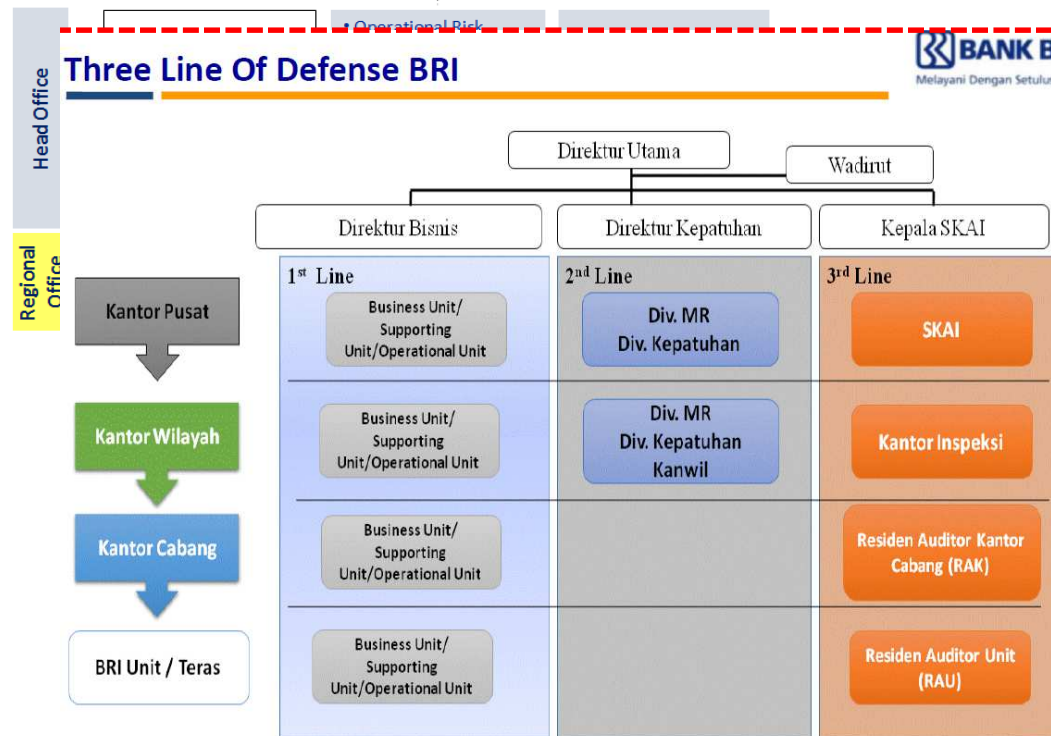 • Operational Risk
Head Office
Regional Office
Three Line Of Defense BRI
BANK B
Melayani Dengan Setulus
Direktur Utama
Wadirut
Direktur Bisnis
Direktur Kepatuhan
Kepala SKAI
1st Line
2nd Line
3rd Line
Kantor Pusat
Business Unit/
Supporting
Unit/Operational Unit
Div. MR
Div. Kepatuhan
SKAI
Kantor Wilayah
Business Unit/
Supporting
Unit/Operational Unit
Div. MR
Div. Kepatuhan
Kanwil
Kantor Inspeksi
Kantor Cabang
Business Unit/
Supporting
Unit/Operational Unit
Residen Auditor Kantor
Cabang (RAK)
BRI Unit / Teras
Business Unit/
Supporting
Unit/Operational Unit
Residen Auditor Unit
(RAU)